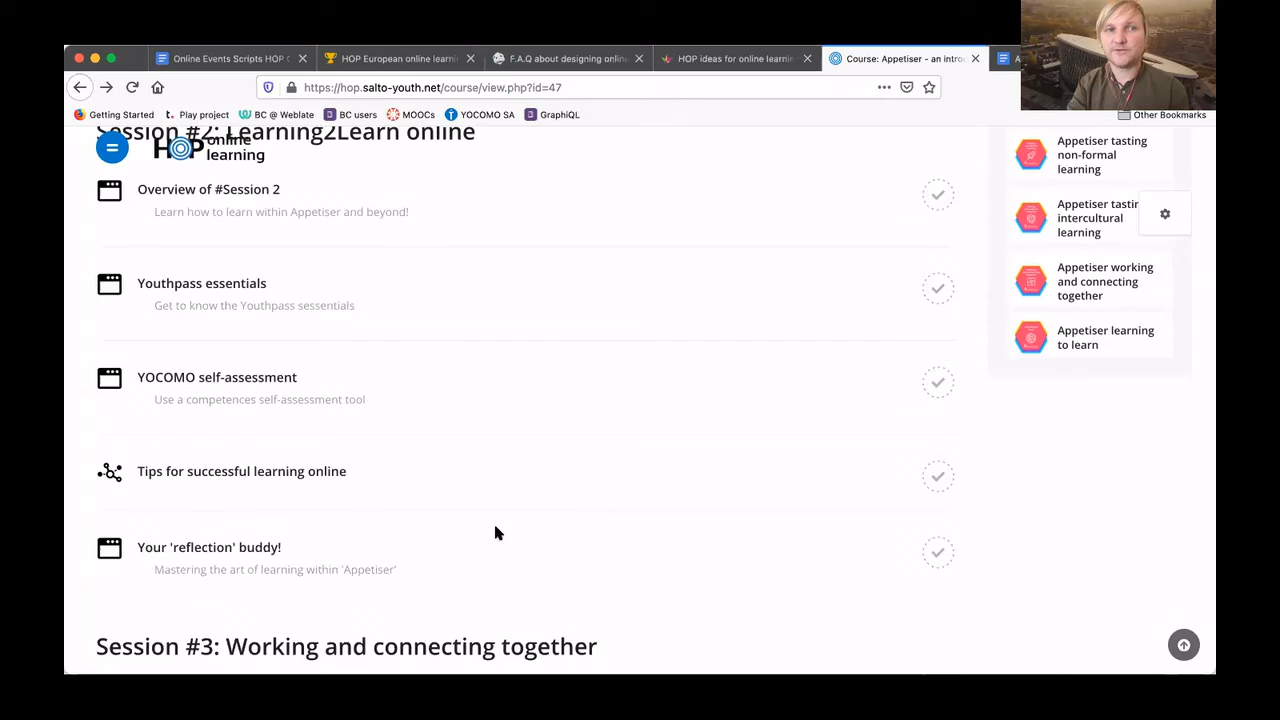 Online Events Scripts HOP
HOP European online learni
F.A.Q about designing online
HOP ideas for online learnin
Course: Appetiser - an intro
https://hop.salto-youth.net/course/view.php?id=47
Getting Started
Play project
BC @ Weblate
BC users
MOOCs
YOCOMO SA
GraphiQL
Other Bookmarks
Session #2: Learning2Learn online
HOP online
learning
Overview of #Session 2
Learn how to learn within Appetiser and beyond!
Youthpass essentials
Get to know the Youthpass sessentials
YOCOMO self-assessment
Use a competences self-assessment tool
Tips for successful learning online
Your 'reflection' buddy!
Mastering the art of learning within 'Appetiser'
Session #3: Working and connecting together
Appetiser tasting
non-formal
learning
Appetiser tastin
intercultural
learning
Appetiser working
and connecting
together
Appetiser learning
to learn